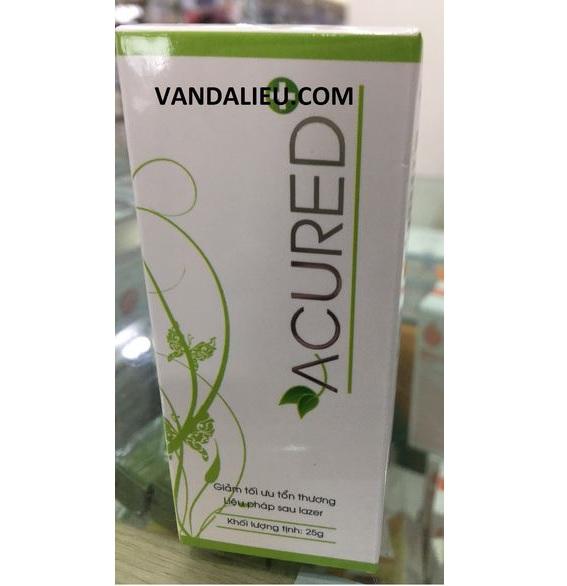 VANDALIEU.COM
ACURED
Giảm tối ưu tổn thương
Liệu pháp sau lazer
Khối lượng tịnh: 25g